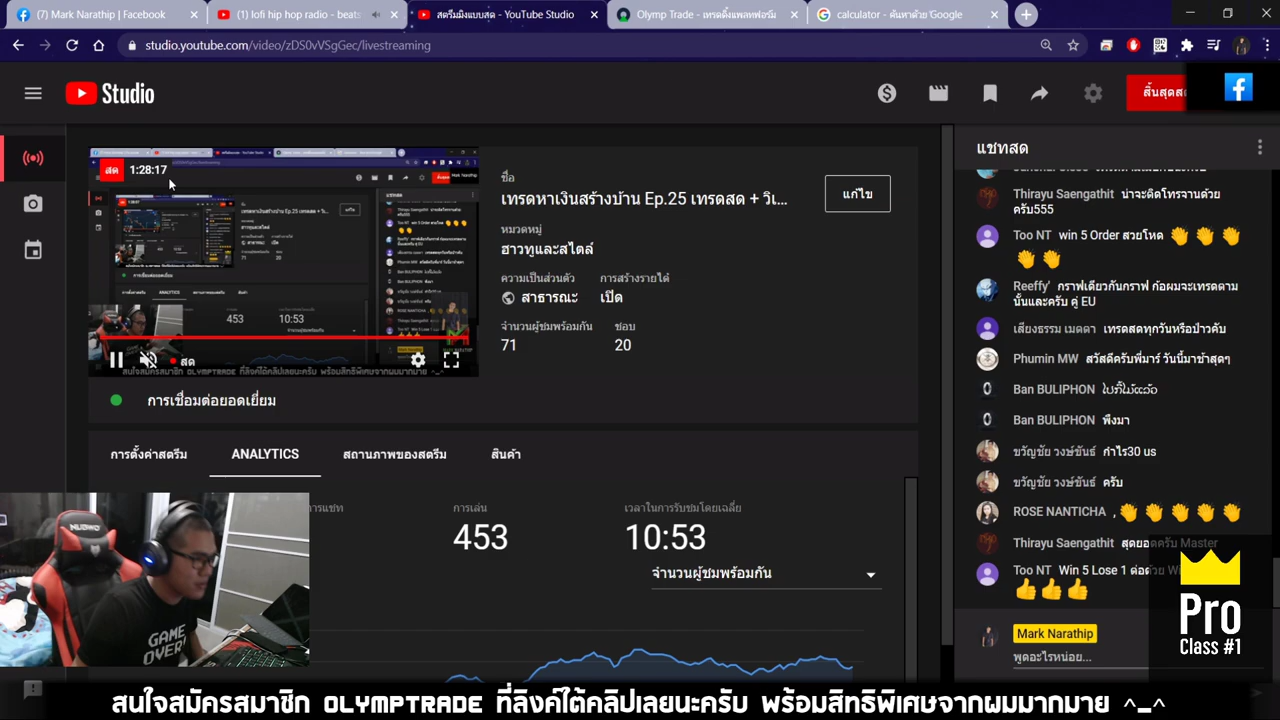 (7) Mark Narathip | Facebook
(1) lofi hip hop radio - beats
สตรีมมิงแบบสด - YouTube Studio
Olymp Trade - เทรดดิ้งแพลทฟอร์ม
calculator - ค้นหาด้วย Google
studio.youtube.com/video/zDS0vVSgGec/livestreaming
Studio
สิ้นสุดสต
สด 1:28:17
ชื่อ
เทรดหาเงินสร้างบ้าน Ep.25 เทรดสด + วิเ...
แก้ไข
หมวดหมู่
ฮาวทูและสไตล์
ความเป็นส่วนตัว การสร้างรายได้
สาธารณะ เปิด
จำนวนผู้ชมพร้อมกัน ชอบ
71 20
สด
การเชื่อมต่อยอดเยี่ยม
การตั้งค่าสตรีม
ANALYTICS
สถานภาพของสตรีม
สินค้า
ารแชท
การเล่น
453
เวลาในการรับชมโดยเฉลี่ย
10:53
จำนวนผู้ชมพร้อมกัน
แชทสด
Thirayu Saengathit น่าจะติดโทรจานด้วย
ครับ555
Too NT win 5 Order สวยโหด 👏 👏 👏
👏 👏
Reeffy' กราฟเดียวกันกราฟ ก้อผมจะเทรดตาม
นั้นและครับ คู่ EU
เสียงธรรม เมตตา เทรดสดทุกวันหรือป่าวคับ
Phumin MW สวัสดีครับพี่มาร์ วันนี้มาช้าสุดๆ
Ban BULIPHON
Ban BULIPHON พึงมา
ขวัญชัย วงษ์ขันธ์ กำไร30 us
ขวัญชัย วงษ์ขันธ์ ครับ
ROSE NANTICHA , 👏 👏 👏 👏 👏
Thirayu Saengathit สุดยอดครับ Master
Too NT Win 5 Lose 1 ต่อด้วย
👍 👍 👍
Mark Narathip
พูดอะไรหน่อย...
Pro
Class #1
GAME
OVER!
สนใจสมัครสมาชิก OLYMPTRADE ที่ลิงค์ใต้คลิปเลยนะครับ พร้อมสิทธิพิเศษจากผมมากมาย ^_^